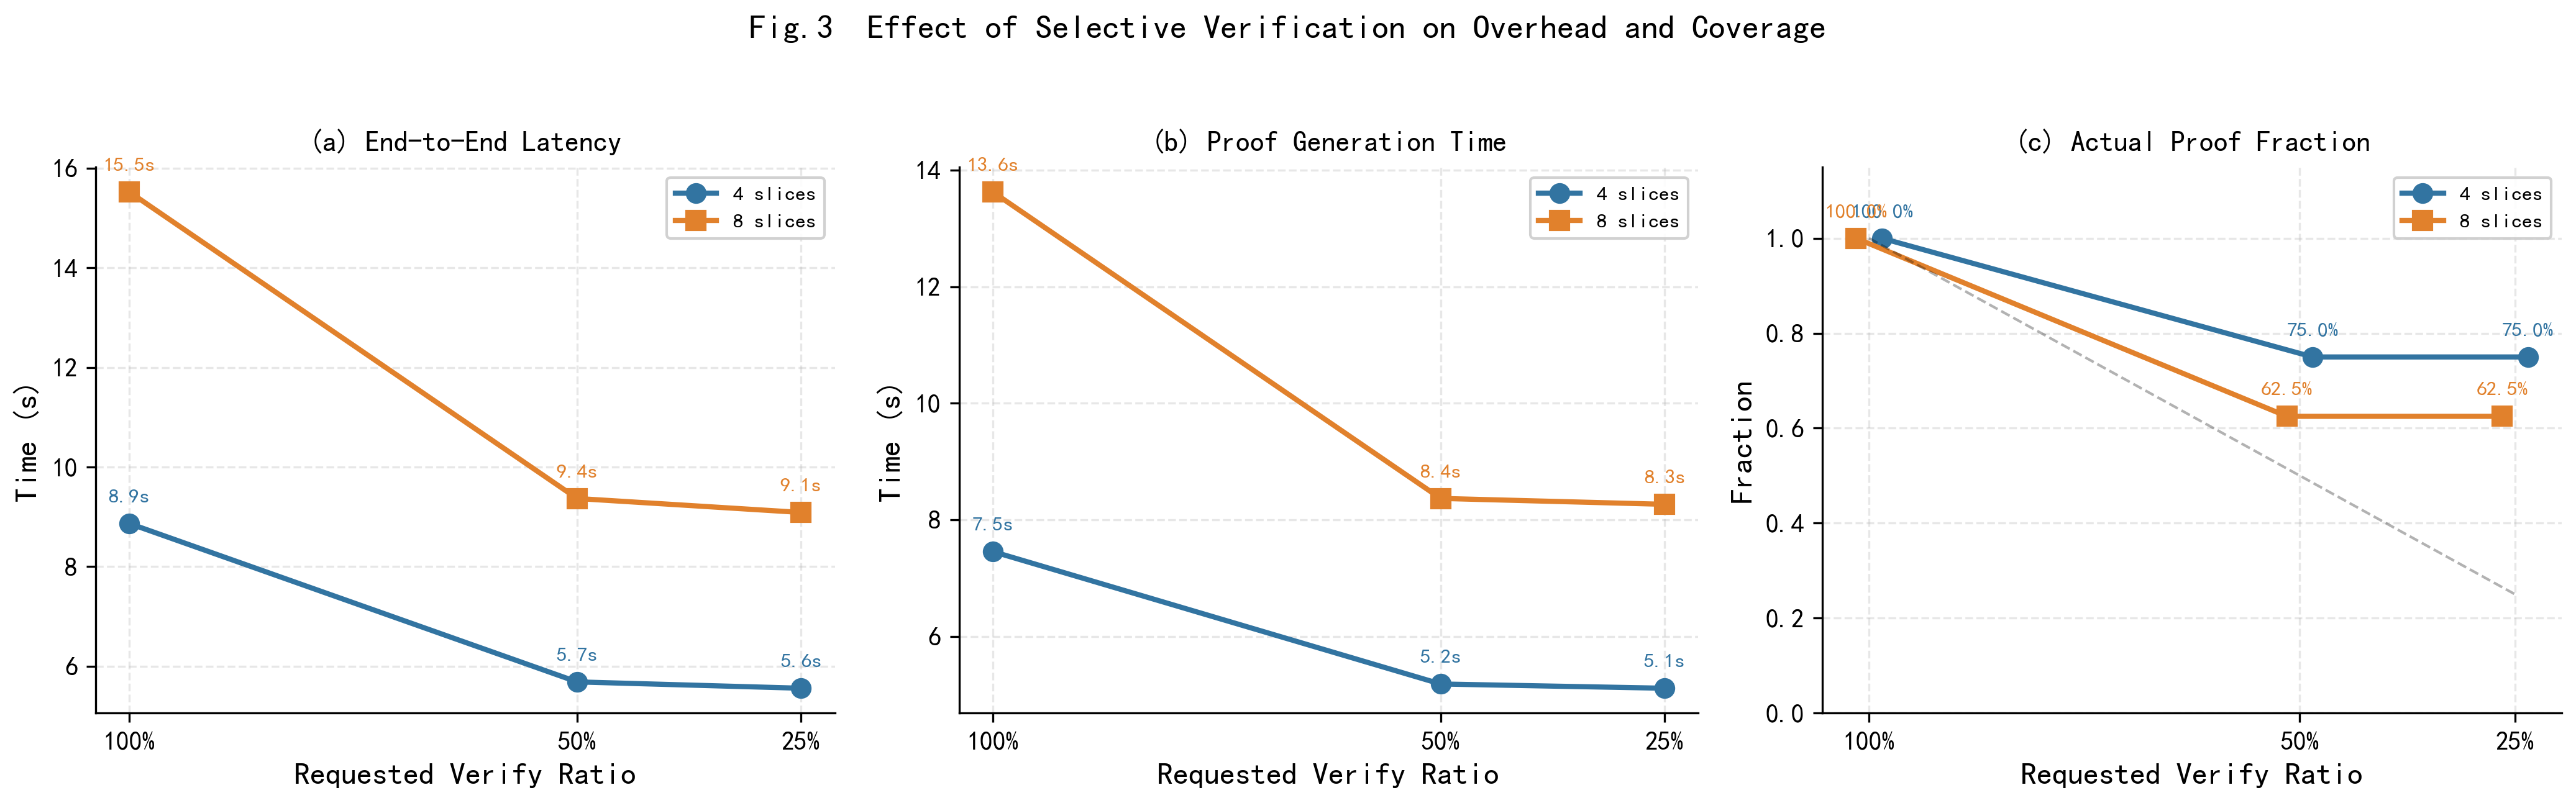 Fig.3  Effect of Selective Verification on Overhead and Coverage
(a) End-to-End Latency
Time (s)
16
14
12
10
8
6
15.5s
9.4s
9.1s
8.9s
5.7s
5.6s
4 slices
8 slices
100%
50%
25%
Requested Verify Ratio
(b) Proof Generation Time
Time (s)
14
12
10
8
6
13.6s
8.4s
8.3s
7.5s
5.2s
5.1s
4 slices
8 slices
100%
50%
25%
Requested Verify Ratio
(c) Actual Proof Fraction
Fraction
1.0
0.8
0.6
0.4
0.2
0.0
100.0%
100.0%
75.0%
75.0%
62.5%
62.5%
4 slices
8 slices
100%
50%
25%
Requested Verify Ratio